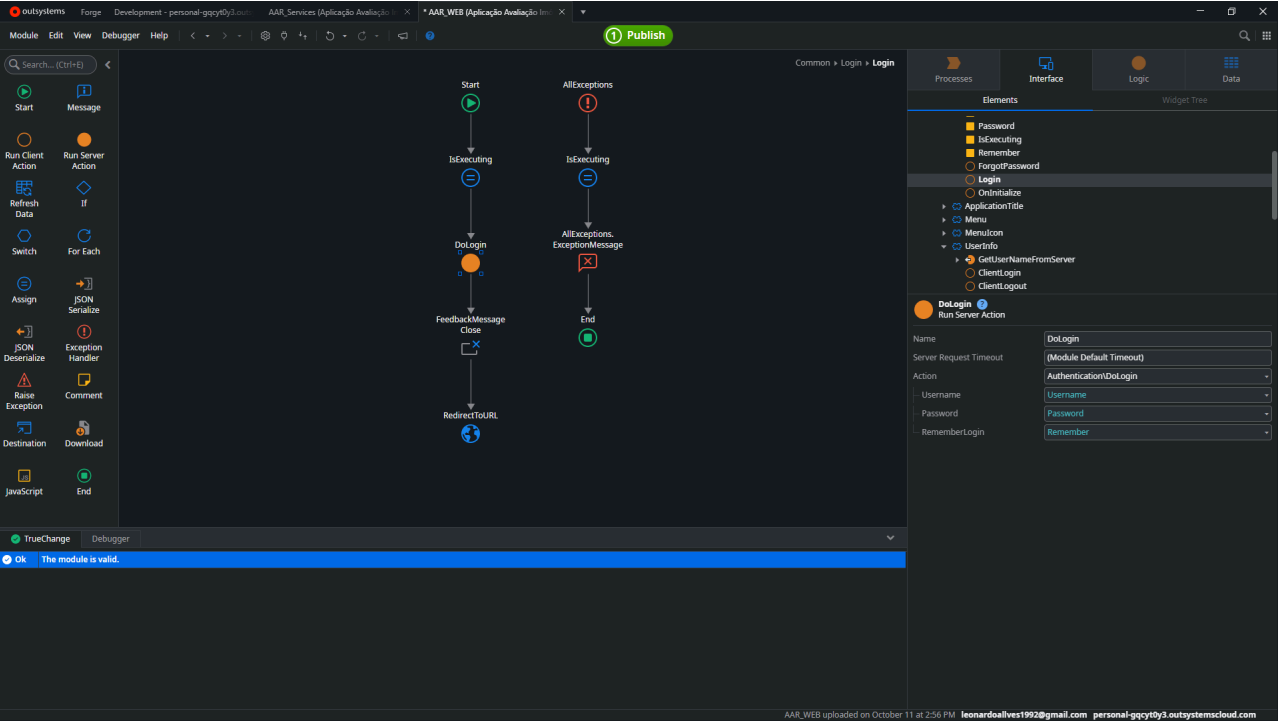 outsystems Forge Development - personal-gqcyt0y3.outs AAR_Services (Aplicação Avaliação Im * AAR_WEB (Aplicação Avaliação Imó
Module Edit View Debugger Help 1 Publish
Search... (Ctrl+E)
Start
Message
Run Client
Action
Run Server
Action
Refresh
Data
If
Switch
For Each
Assign
JSON
Serialize
JSON
Deserialize
Exception
Handler
Raise
Exception
Comment
Destination
Download
JavaScript
End
Common Login Login
Start
IsExecuting
DoLogin
FeedbackMessage
Close
RedirectToURL
AllExceptions
IsExecuting
AllExceptions.
ExceptionMessage
End
Processes Interface Logic Data
Elements Widget Tree
Password
IsExecuting
Remember
ForgotPassword
Login
OnInitialize
ApplicationTitle
Menu
MenuIcon
UserInfo
GetUserNameFromServer
ClientLogin
ClientLogout
DoLogin ?
Run Server Action
Name DoLogin
Server Request Timeout (Module Default Timeout)
Action Authentication\DoLogin
Username Username
Password Password
RememberLogin Remember
TrueChange Debugger
Ok The module is valid.
AAR_WEB uploaded on October 11 at 2:56 PM leonardoallves1992@gmail.com personal-gqcyt0y3.outsystemscloud.com